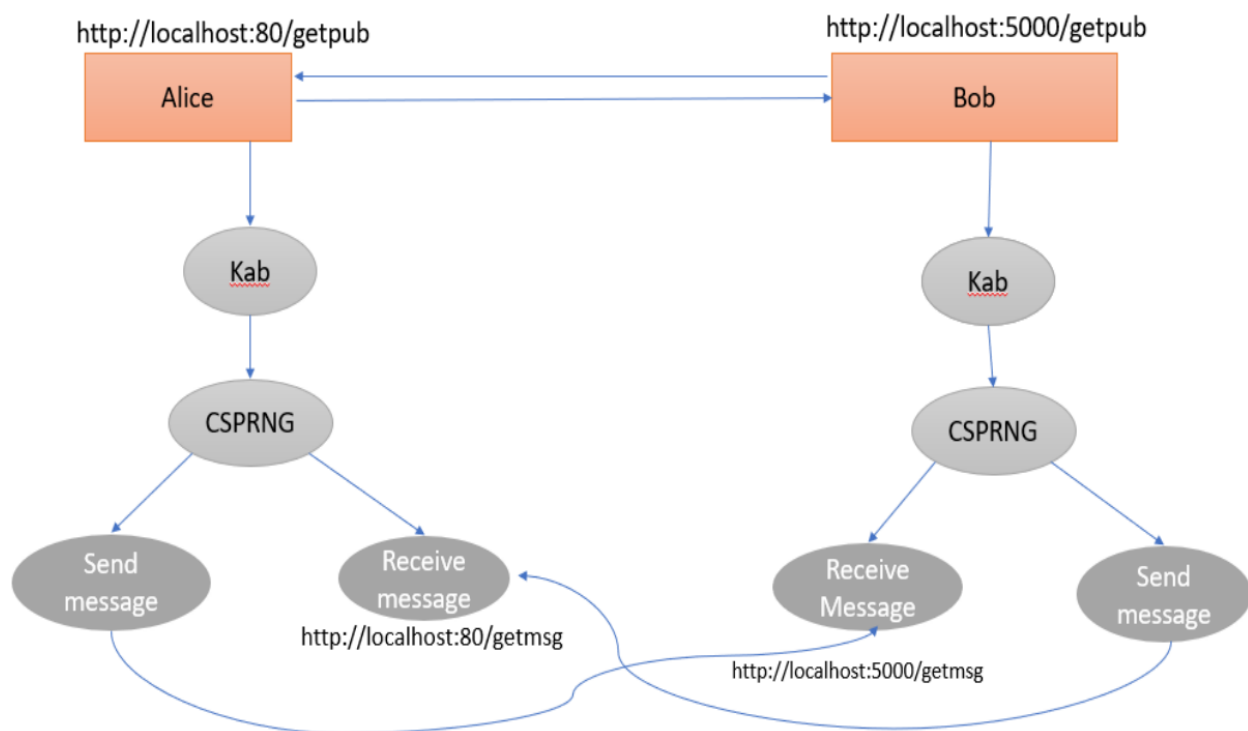 http://localhost:80/getpub
http://localhost:5000/getpub
Alice
Bob
Kab
Kab
CSPRNG
CSPRNG
Send
message
Receive
message
Receive
Message
Send
message
http://localhost:80/getmsg
http://localhost:5000/getmsg